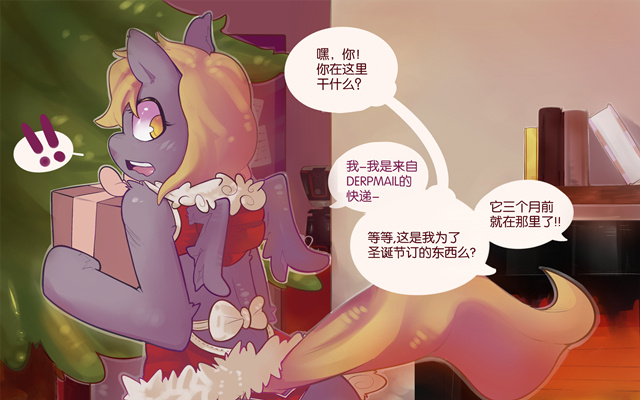 嘿，你！
你在这里
干什么？
!!
我-我是来自
DERPMAIL的
快递-
等等,这是我为了
圣诞节订的东西么?
它三个月前
就在那里了!!